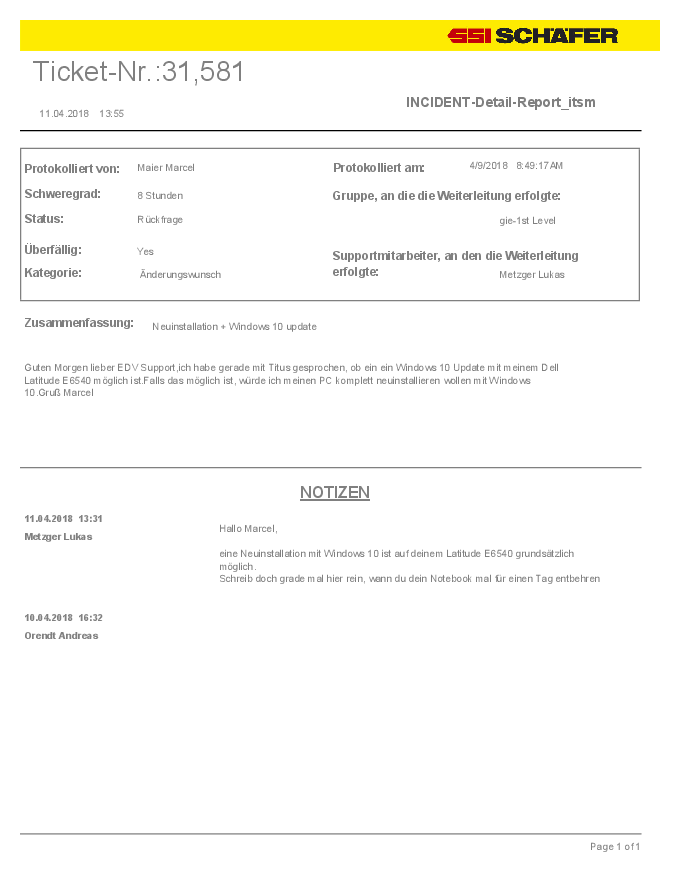 SSI SCHÄFER
Ticket-Nr.:31,581
INCIDENT-Detail-Report_itsm
11.04.2018 13:55
Protokolliert von: Maier Marcel
Protokolliert am: 4/9/2018 8:49:17AM
Schweregrad: 8 Stunden
Gruppe, an die die Weiterleitung erfolgte:
Status: Rückfrage
gie-1st Level
Überfällig: Yes
Supportmitarbeiter, an den die Weiterleitung
erfolgte: Metzger Lukas
Kategorie: Änderungswunsch
Zusammenfassung: Neuinstallation + Windows 10 update
Guten Morgen lieber EDV Support,ich habe gerade mit Titus gesprochen, ob ein ein Windows 10 Update mit meinem Dell
Latitude E6540 möglich ist.Falls das möglich ist, würde ich meinen PC komplett neuinstallieren wollen mit Windows
10.Gruß Marcel
NOTIZEN
11.04.2018 13:31
Metzger Lukas
Hallo Marcel,
eine Neuinstallation mit Windows 10 ist auf deinem Latitude E6540 grundsätzlich
möglich.
Schreib doch grade mal hier rein, wann du dein Notebook mal für einen Tag entbehren
10.04.2018 16:32
Orendt Andreas
Page 1 of 1